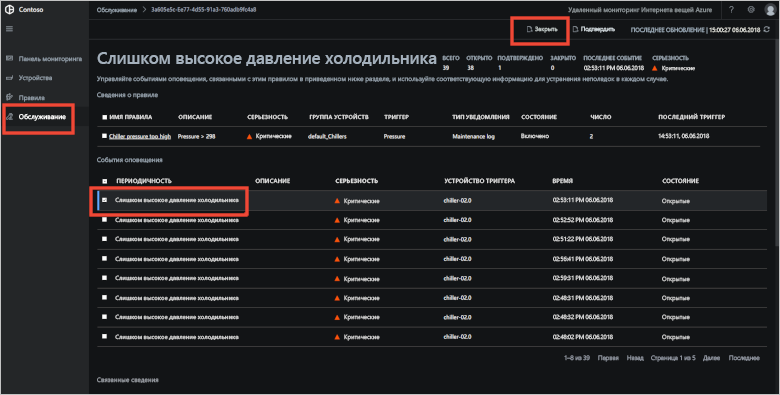 Contoso
Обслуживание > 3a605e5c-5e77-4d55-91a3-760adb9fc4a8
Удаленный мониторинг Интернета вещей Azure
Закрыть Подтвердить ПОСЛЕДНЕЕ ОБНОВЛЕНИЕ | 15:00:27 06.06.2018
Панель мониторинга
Устройства
Правила
Обслуживание
Слишком высокое давление холодильника
ВСЕГО ОТКРЫТО ПОДТВЕРЖДЕНО ЗАКРЫТО ПОСЛЕДНЕЕ СОБЫТИЕ СЕРЬЕЗНОСТЬ
39 38 1 0 02:53:11 PM 06.06.2018 Критические
Управляйте событиями оповещения, связанными с этим правилом в приведенном ниже разделе, и используйте соответствующую информацию для устранения неполадок в каждом случае.
Сведения о правиле
ИМЯ ПРАВИЛА ОПИСАНИЕ СЕРЬЕЗНОСТЬ ГРУППА УСТРОЙСТВ ТРИГГЕР ТИП УВЕДОМЛЕНИЯ СОСТОЯНИЕ ЧИСЛО ПОСЛЕДНИЙ ТРИГГЕР
Chiller pressure too high Pressure > 298 Критические default_Chillers Pressure Maintenance log Включено 2 14:53:11, 06.06.2018
События оповещения
ПЕРИОДИЧНОСТЬ ОПИСАНИЕ СЕРЬЕЗНОСТЬ УСТРОЙСТВО ТРИГГЕРА ВРЕМЯ СОСТОЯНИЕ
Слишком высокое давление холодильника Критические chiller-02.0 02:53:11 PM 06.06.2018 Открытые
Слишком высокое давление холодильника Критические chiller-02.0 02:52:52 PM 06.06.2018 Открытые
Слишком высокое давление холодильника Критические chiller-02.0 02:51:22 PM 06.06.2018 Открытые
Слишком высокое давление холодильника Критические chiller-02.0 02:56:41 PM 06.06.2018 Открытые
Слишком высокое давление холодильника Критические chiller-02.0 02:59:31 PM 06.06.2018 Открытые
Слишком высокое давление холодильника Критические chiller-02.0 02:48:31 PM 06.06.2018 Открытые
Слишком высокое давление холодильника Критические chiller-02.0 02:48:32 PM 06.06.2018 Открытые
Слишком высокое давление холодильника Критические chiller-02.0 02:48:02 PM 06.06.2018 Открытые
1–8 из 39 Первая Назад Страница 1 из 5 Далее Последнее
Связанные сведения